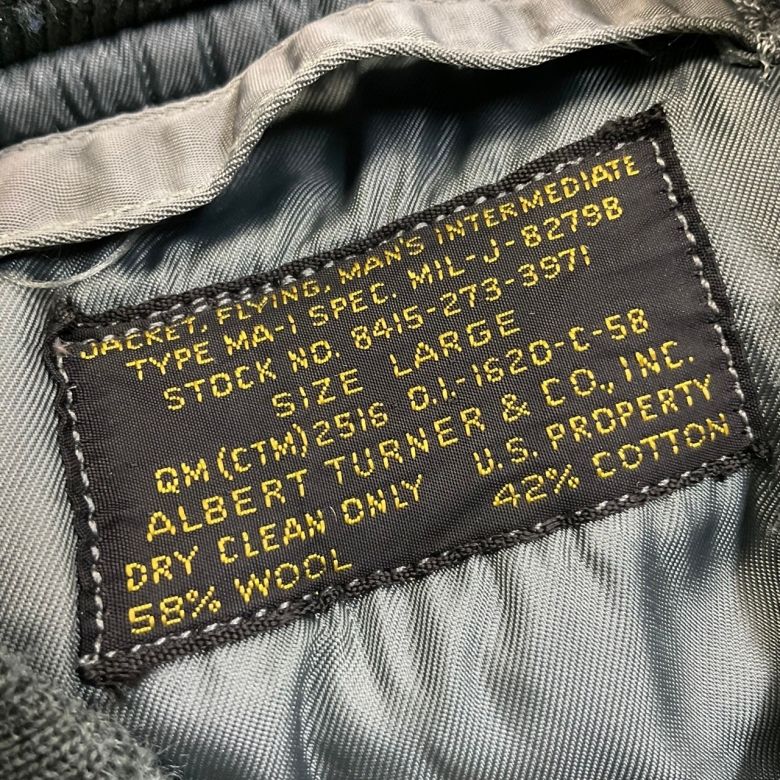 JACKET, FLYING, MAN'S INTERMEDIATE
TYPE MA-1 SPEC. MIL-J-8279B
STOCK NO. 8415-273-3971
SIZE LARGE
QM (CTM) 2516 O.I.-1620-C-58
ALBERT TURNER & CO., INC.
DRY CLEAN ONLY U.S. PROPERTY
58% WOOL 42% COTTON